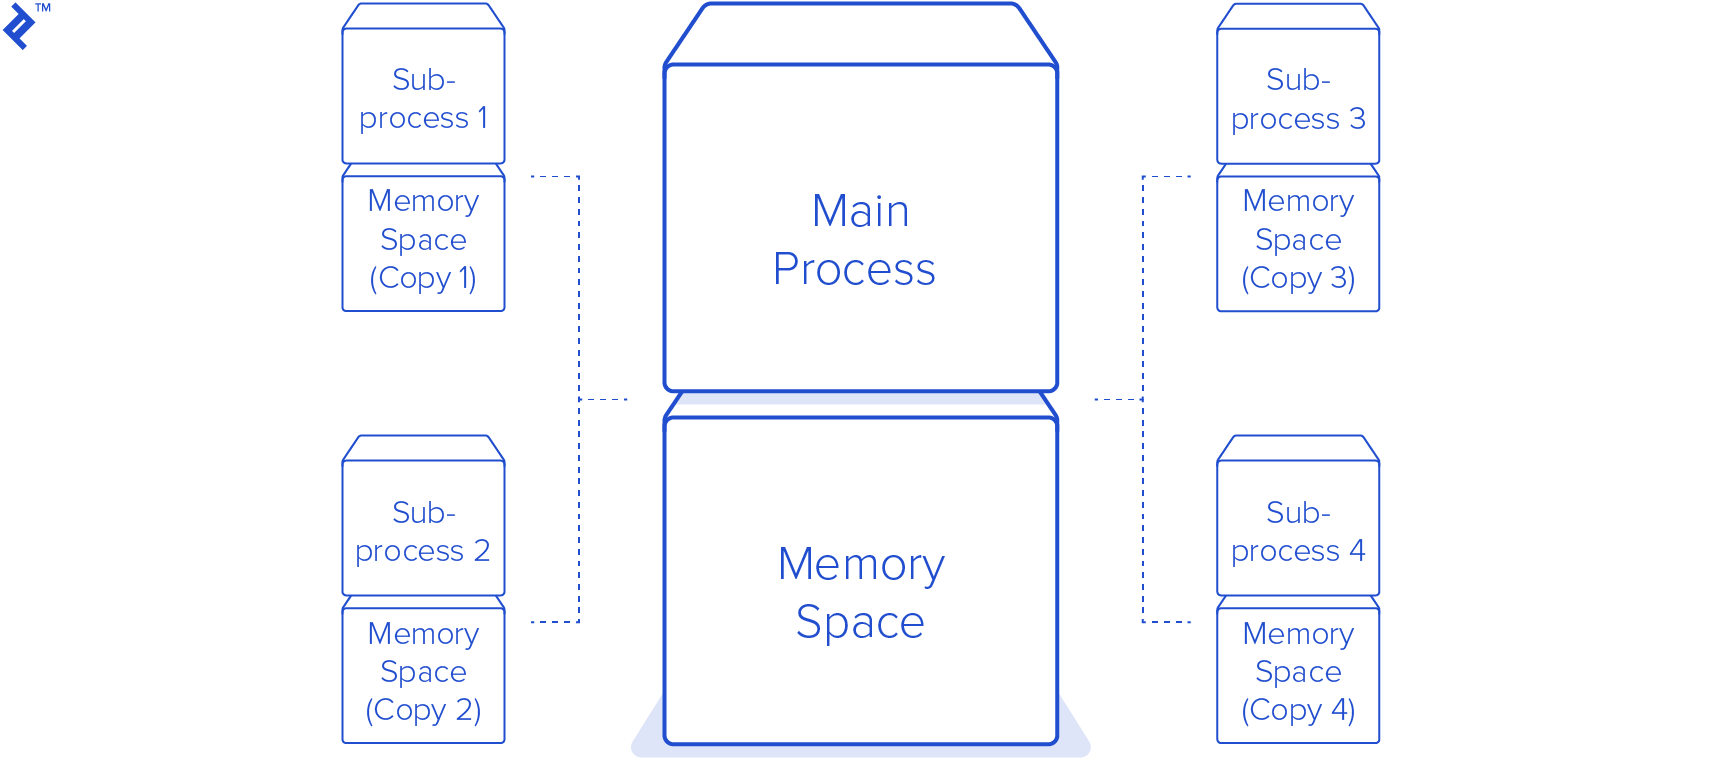 TM
Sub-
process 1
Memory
Space
(Copy 1)
Sub-
process 2
Memory
Space
(Copy 2)
Main
Process
Memory
Space
Sub-
process 3
Memory
Space
(Copy 3)
Sub-
process 4
Memory
Space
(Copy 4)